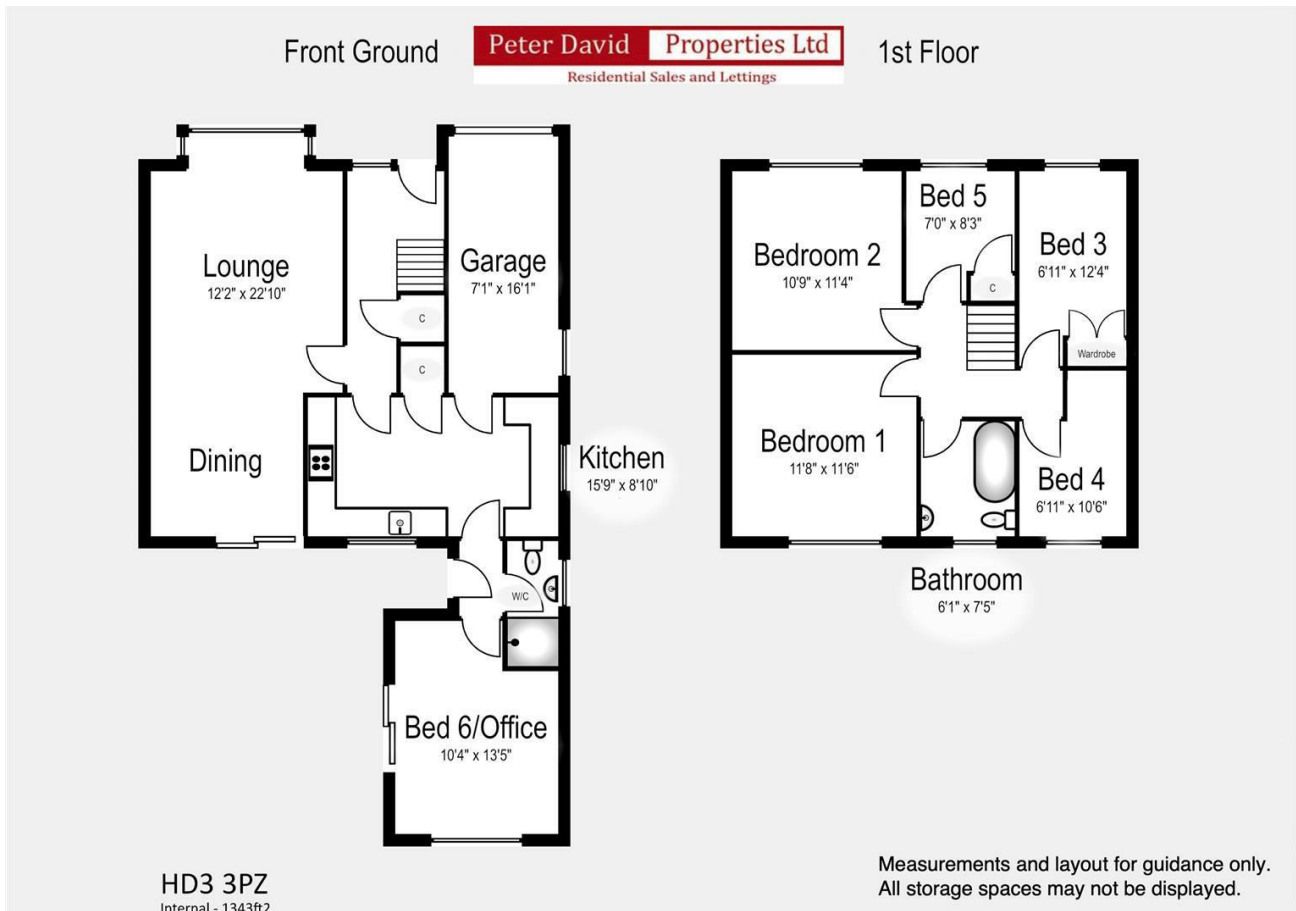 Front Ground
Peter David Properties Ltd
Residential Sales and Lettings
1st Floor
Lounge
12'2" x 22'10"
Garage
7'1" x 16'1"
C
C
Dining
Kitchen
15'9" x 8'10"
W/C
Bed 6/Office
10'4" x 13'5"
Bedroom 2
10'9" x 11'4"
Bed 5
7'0" x 8'3"
C
Bed 3
6'11" x 12'4"
Wardrobe
Bedroom 1
11'8" x 11'6"
Bed 4
6'11" x 10'6"
Bathroom
6'1" x 7'5"
HD3 3PZ
Internal - 1343ft2
Measurements and layout for guidance only.
All storage spaces may not be displayed.